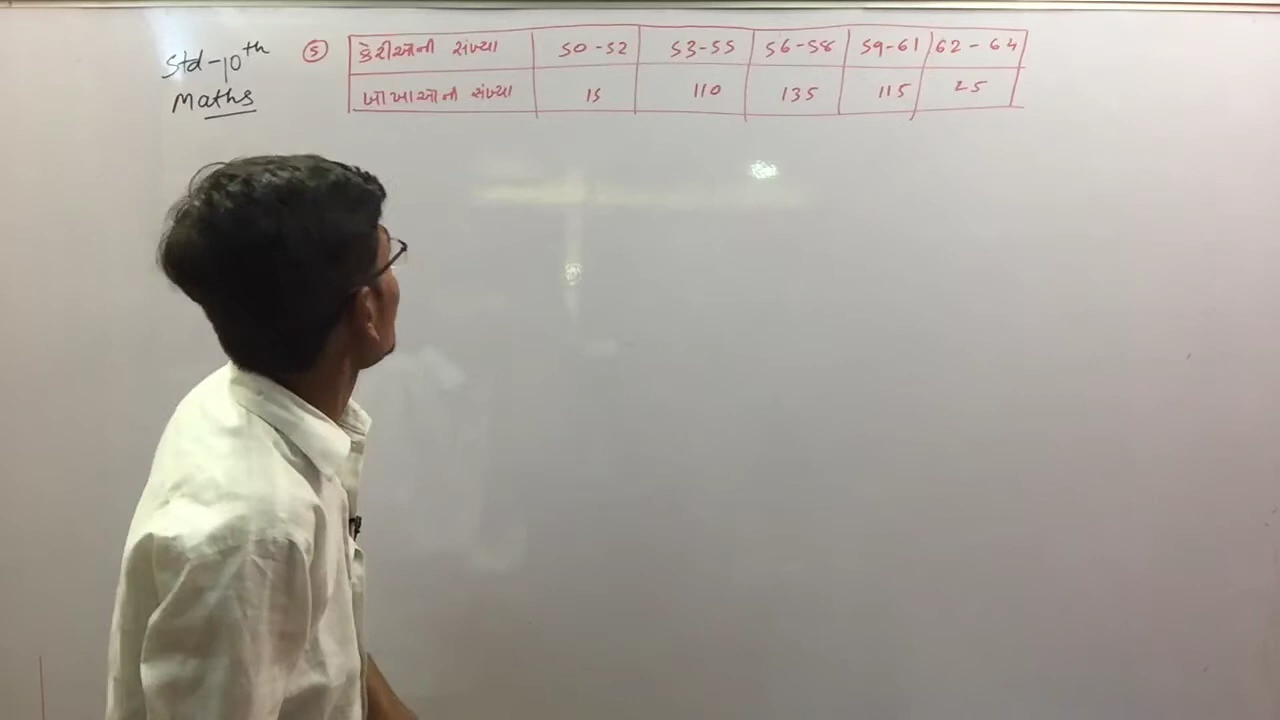 Std-10th
Maths
5 કેરીઓની સંખ્યા 50-52 53-55 56-58 59-61 62-64
ખોખાઓની સંખ્યા 15 110 135 115 25